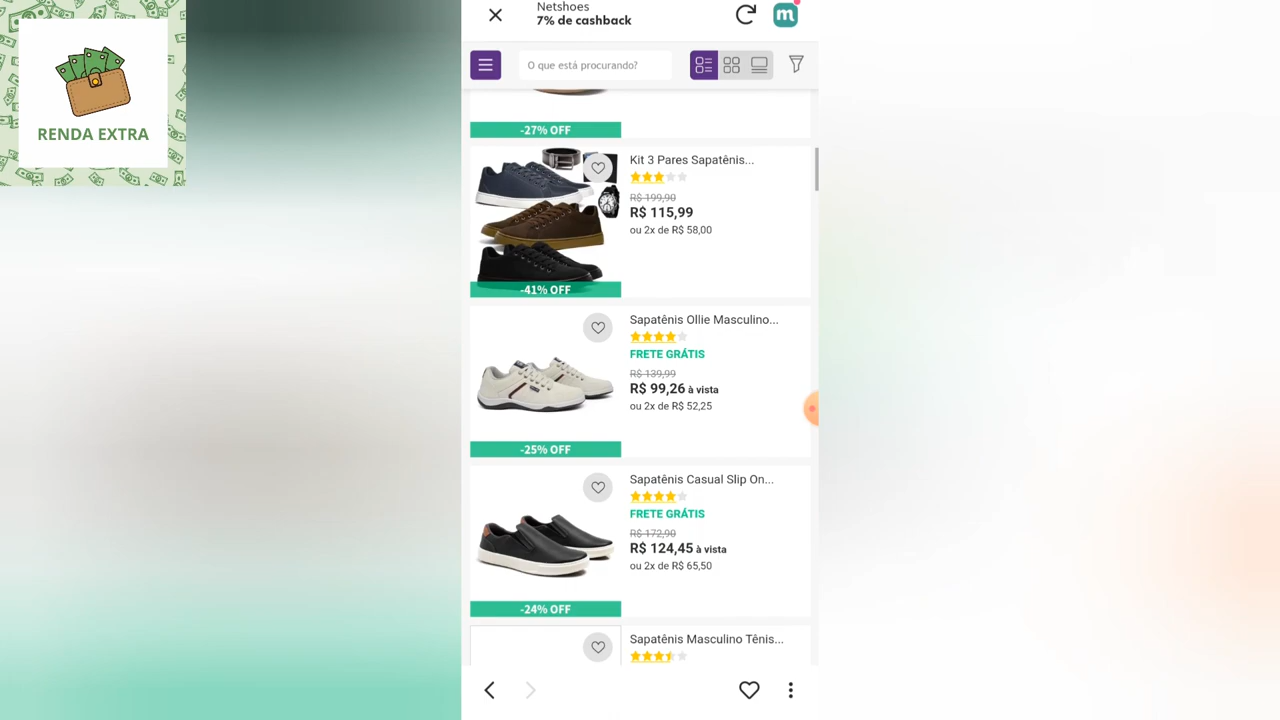 RENDA EXTRA
Netshoes
7% de cashback
O que está procurando?
-27% OFF
Kit 3 Pares Sapatênis...
R$ 199,90
R$ 115,99
ou 2x de R$ 58,00
-41% OFF
Sapatênis Ollie Masculino...
FRETE GRÁTIS
R$ 139,99
R$ 99,26 à vista
ou 2x de R$ 52,25
-25% OFF
Sapatênis Casual Slip On...
FRETE GRÁTIS
R$ 172,90
R$ 124,45 à vista
ou 2x de R$ 65,50
-24% OFF
Sapatênis Masculino Tênis...